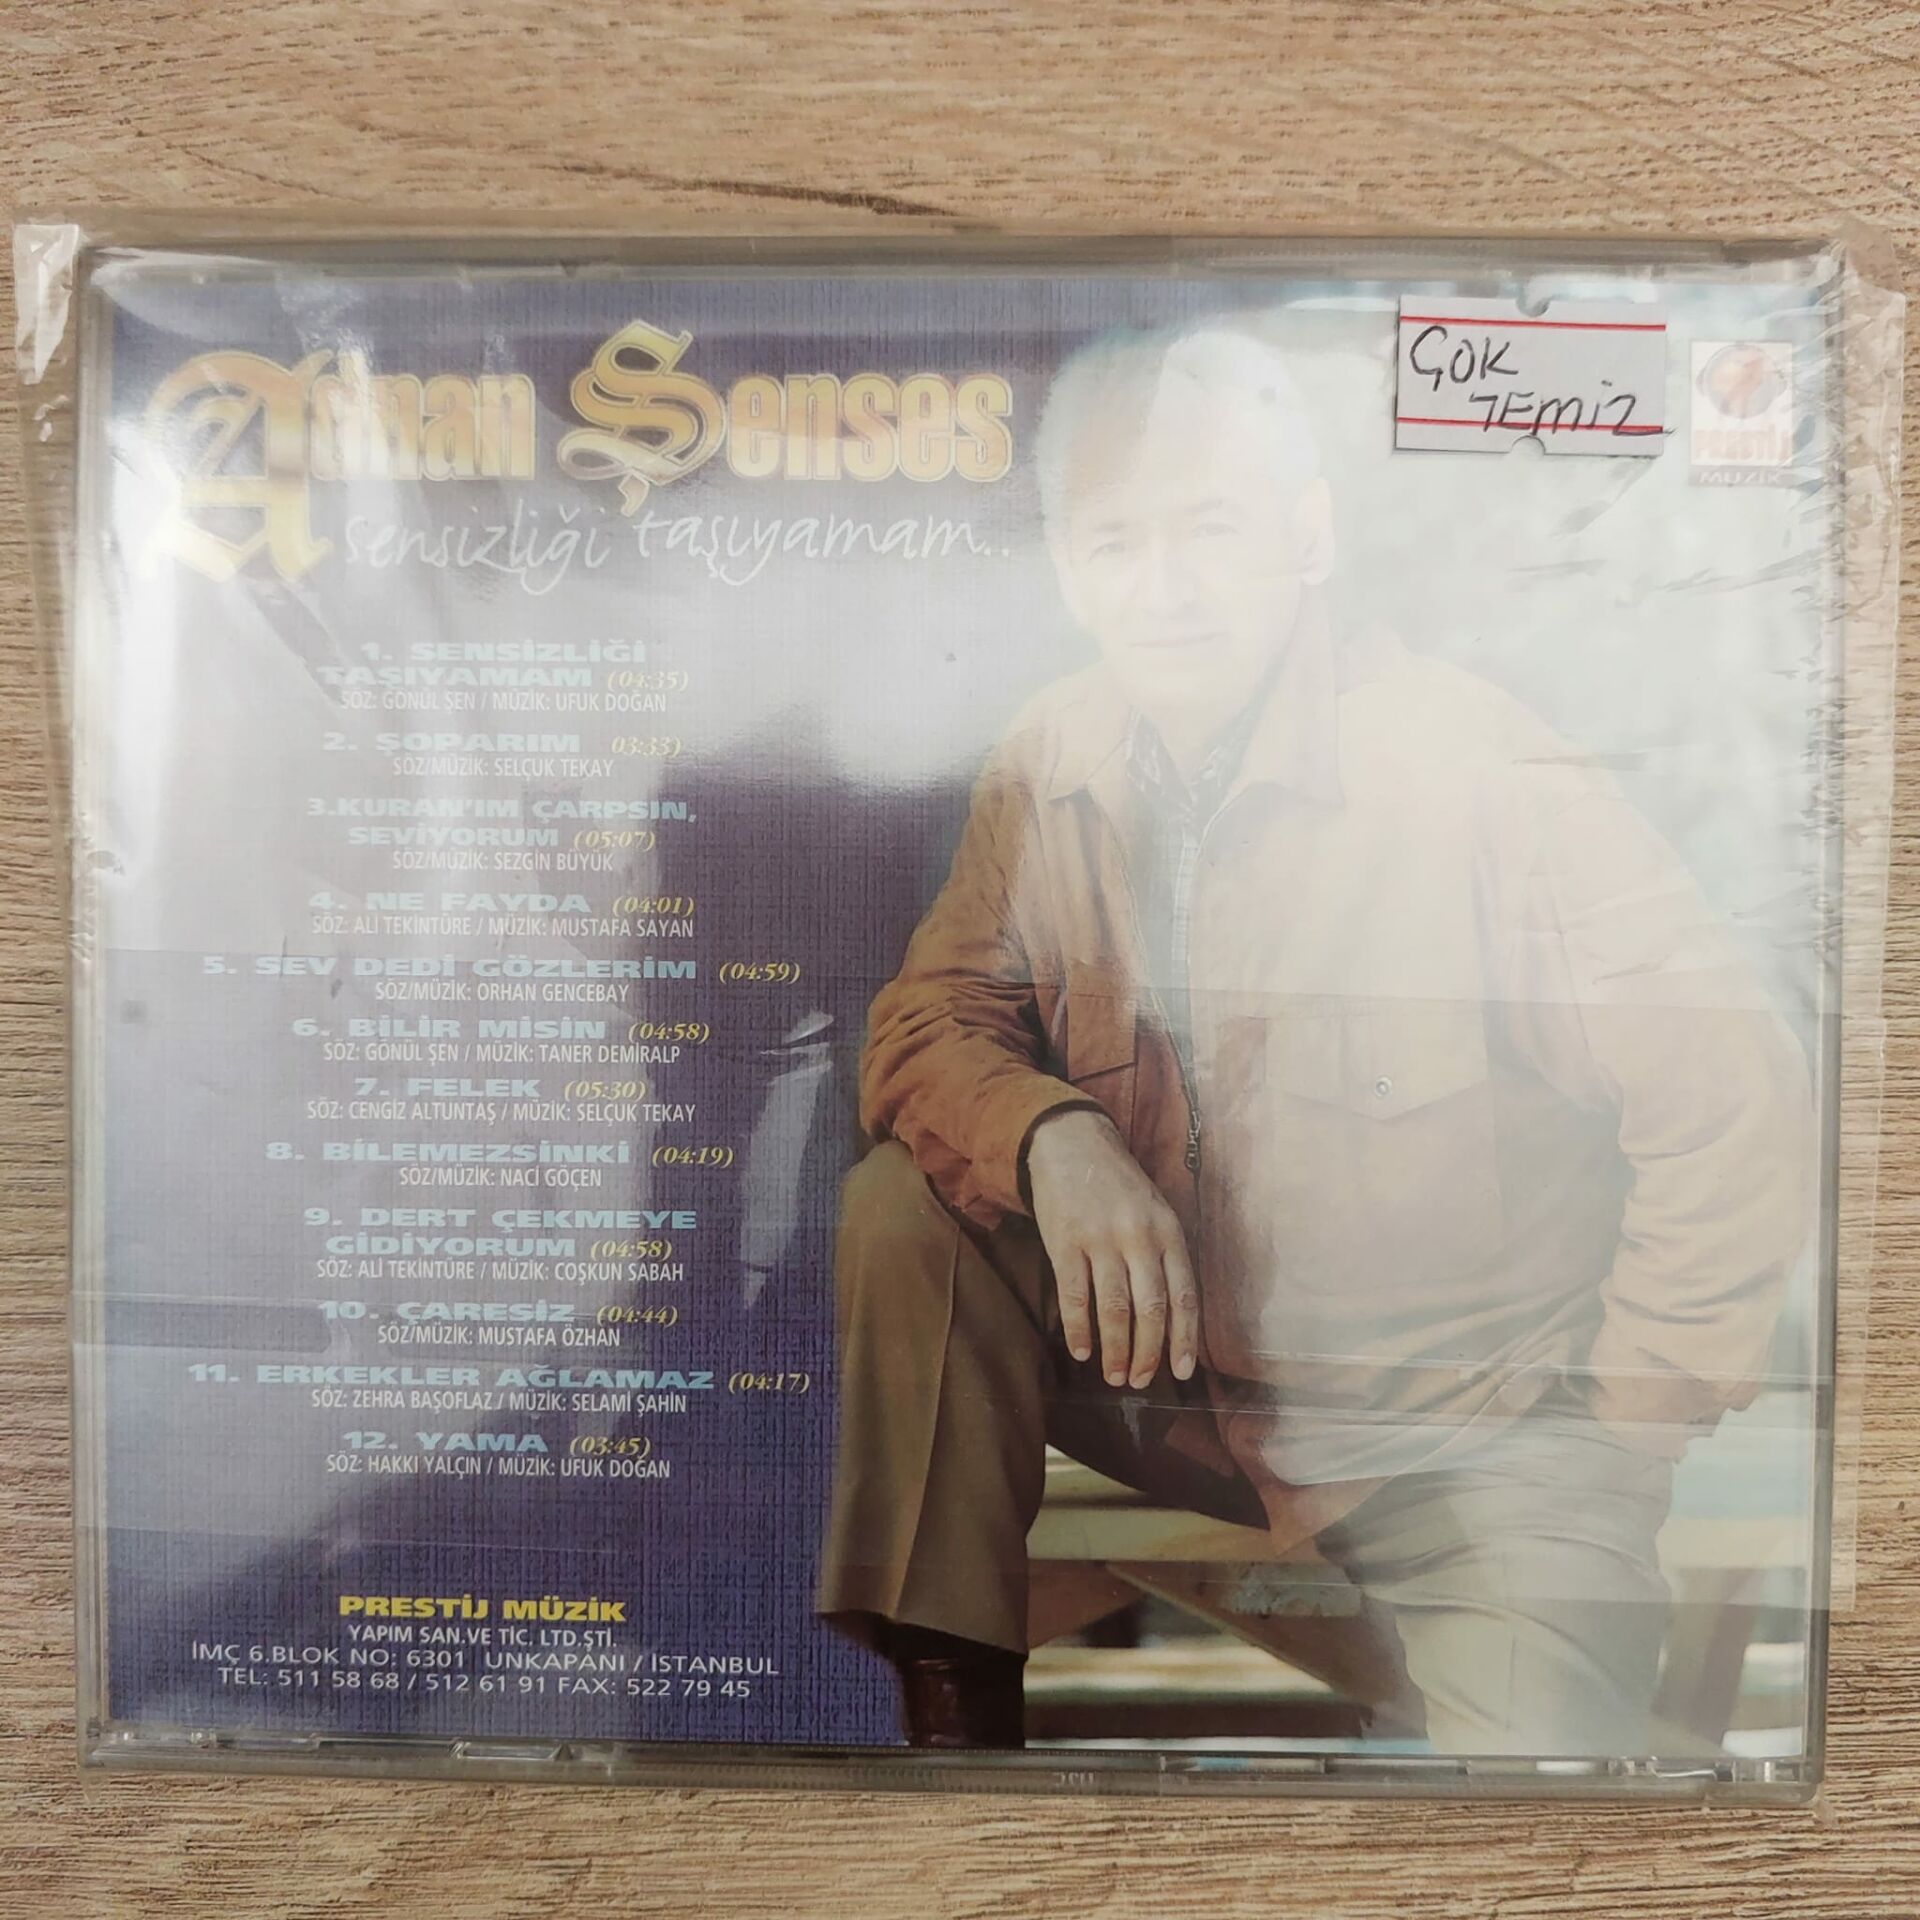 Adnan Şenses
sensizliği taşıyamam..
ÇOK
TEMİZ
PRESTİJ
MÜZİK
1. SENSİZLİĞİ
TAŞIYAMAM (04:35)
SÖZ: GÖNÜL ŞEN / MÜZİK: UFUK DOĞAN
2. ŞOPARIM 03:33)
SÖZ/MÜZİK: SELÇUK TEKAY
3.KURAN'IM ÇARPSIN,
SEVİYORUM (05:07)
SÖZ/MÜZİK: SEZGİN BÜYÜK
4. NE FAYDA (04:01)
SÖZ: ALİ TEKİNTÜRE / MÜZİK: MUSTAFA SAYAN
5. SEV DEDİ GÖZLERİM (04:59)
SÖZ/MÜZİK: ORHAN GENCEBAY
6. BİLİR MİSİN (04:58)
SÖZ: GÖNÜL ŞEN / MÜZİK: TANER DEMİRALP
7. FELEK (05:30)
SÖZ: CENGİZ ALTUNTAŞ / MÜZİK: SELÇUK TEKAY
8. BİLEMEZSİNKİ (04:19)
SÖZ/MÜZİK: NACİ GÖÇEN
9. DERT ÇEKMEYE
GİDİYORUM (04:58)
SÖZ: ALİ TEKİNTÜRE / MÜZİK: COŞKUN SABAH
10. ÇARESİZ (04:44)
SÖZ/MÜZİK: MUSTAFA ÖZHAN
11. ERKEKLER AĞLAMAZ (04:17)
SÖZ: ZEHRA BAŞOFLAZ / MÜZİK: SELAMİ ŞAHİN
12. YAMA (03:45)
SÖZ: HAKKI YALÇIN / MÜZİK: UFUK DOĞAN
PRESTİJ MÜZİK
YAPIM SAN.VE TİC. LTD.ŞTİ.
İMÇ 6.BLOK NO: 6301 UNKAPANI / İSTANBUL
TEL: 511 58 68 / 512 61 91 FAX: 522 79 45